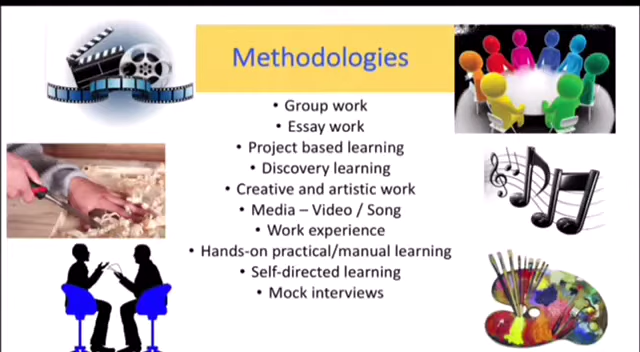 Methodologies
• Group work
• Essay work
• Project based learning
• Discovery learning
• Creative and artistic work
• Media – Video / Song
• Work experience
• Hands-on practical/manual learning
• Self-directed learning
• Mock interviews